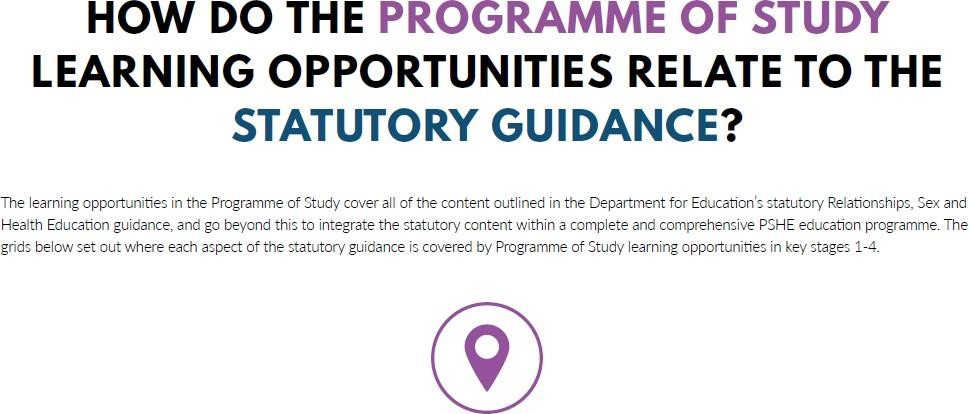 HOW DO THE PROGRAMME OF STUDY
LEARNING OPPORTUNITIES RELATE TO THE
STATUTORY GUIDANCE?
The learning opportunities in the Programme of Study cover all of the content outlined in the Department for Education's statutory Relationships, Sex and
Health Education guidance, and go beyond this to integrate the statutory content within a complete and comprehensive PSHE education programme. The
grids below set out where each aspect of the statutory guidance is covered by Programme of Study learning opportunities in key stages 1-4.